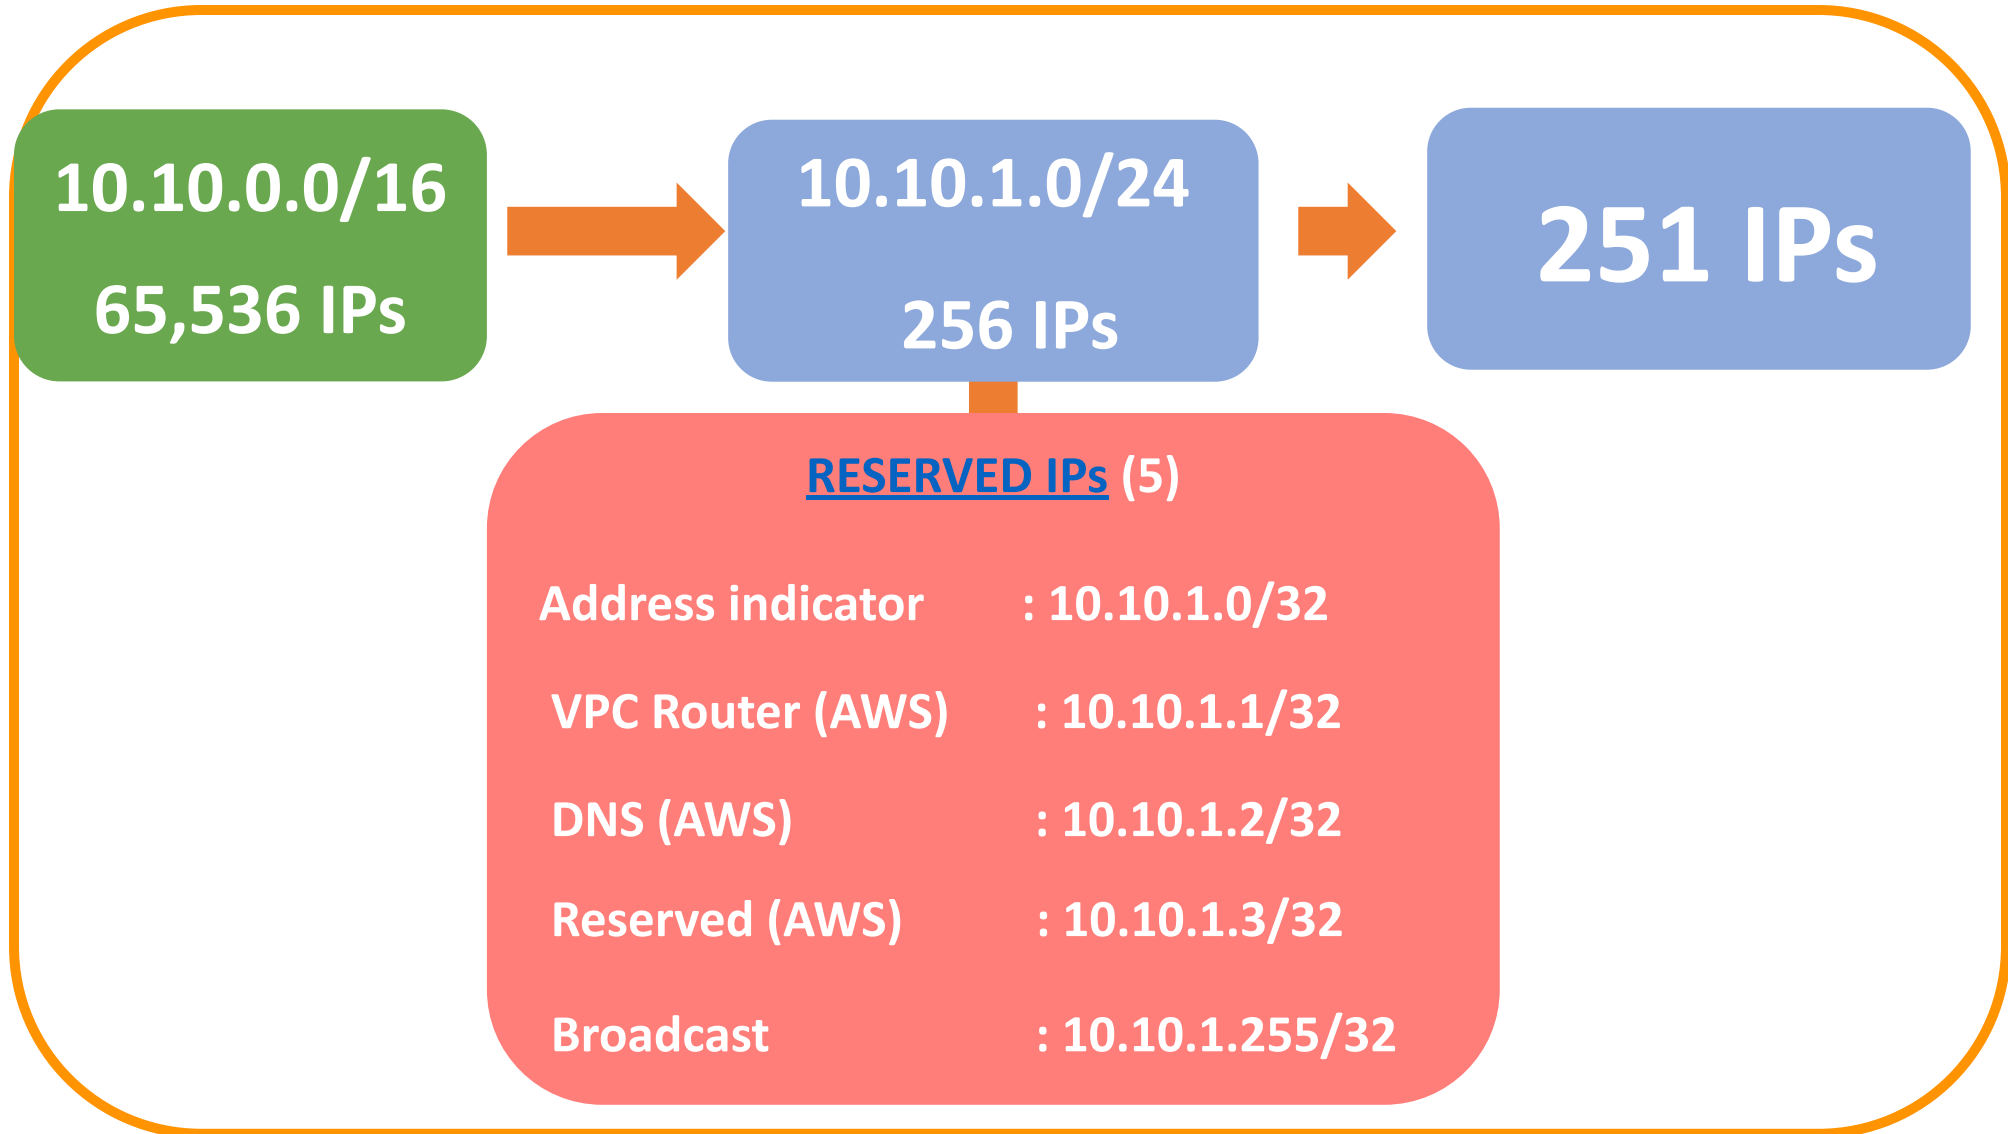 10.10.0.0/16
65,536 IPs
10.10.1.0/24
256 IPs
251 IPs
RESERVED IPs (5)
Address indicator : 10.10.1.0/32
VPC Router (AWS) : 10.10.1.1/32
DNS (AWS) : 10.10.1.2/32
Reserved (AWS) : 10.10.1.3/32
Broadcast : 10.10.1.255/32